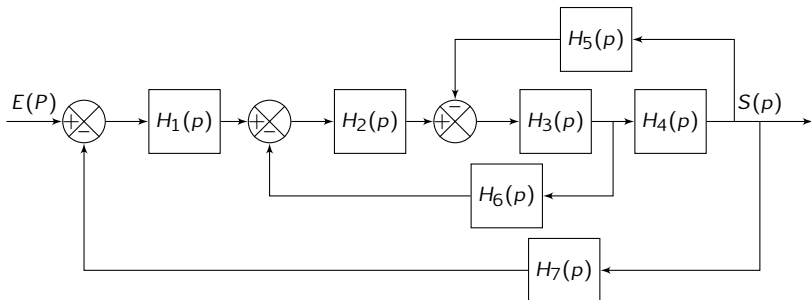 H5(p)
E(P)
S(p)
+
−
H1(p)
+
−
H2(p)
+
−
H3(p)
H4(p)
H6(p)
H7(p)